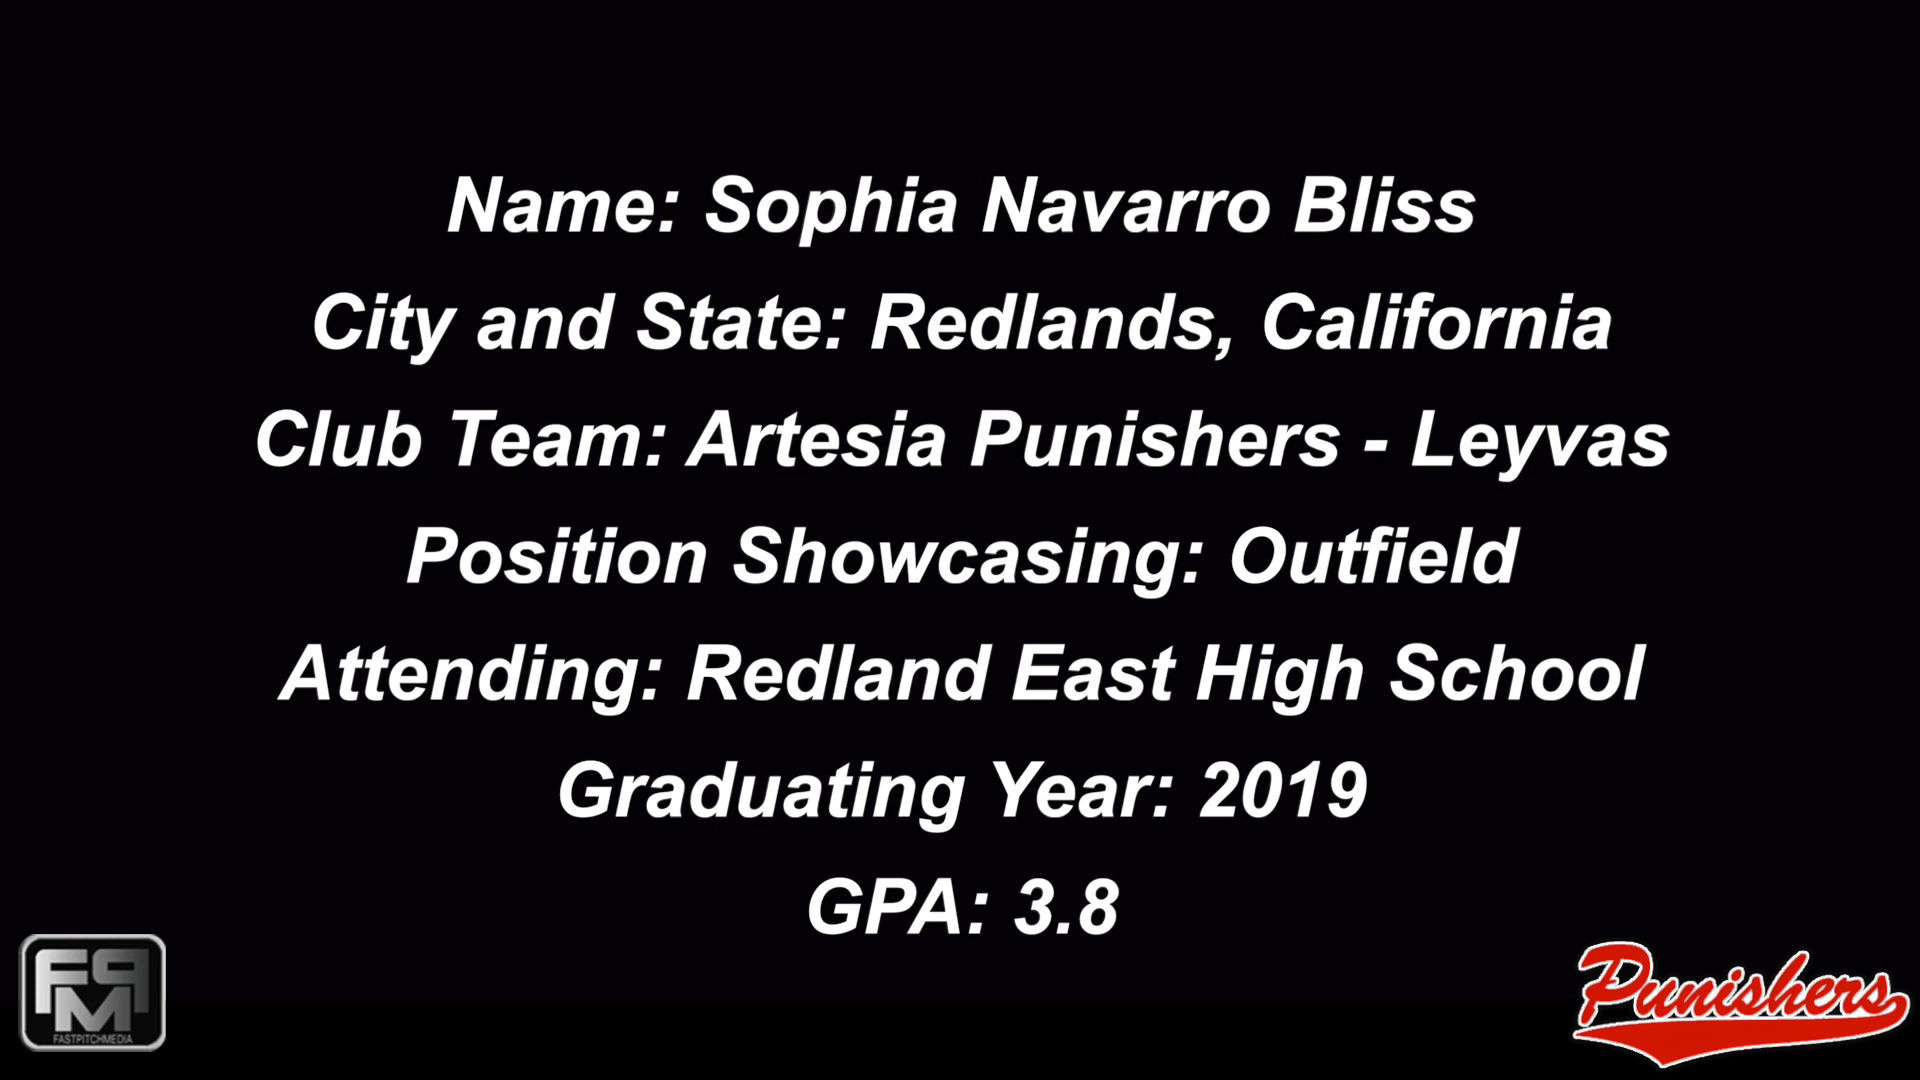 Name: Sophia Navarro Bliss
City and State: Redlands, California
Club Team: Artesia Punishers - Leyvas
Position Showcasing: Outfield
Attending: Redland East High School
Graduating Year: 2019
GPA: 3.8
FPM
FASTPITCHMEDIA
Punishers